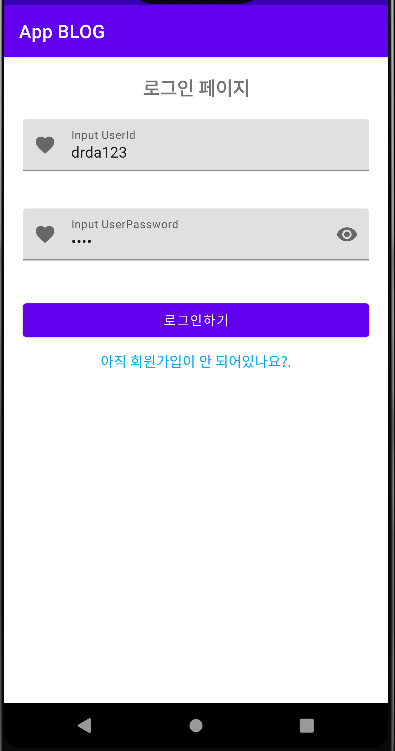 App BLOG
로그인 페이지
Input UserId
drda123
Input UserPassword
••••
로그인하기
아직 회원가입이 안 되어있나요?.